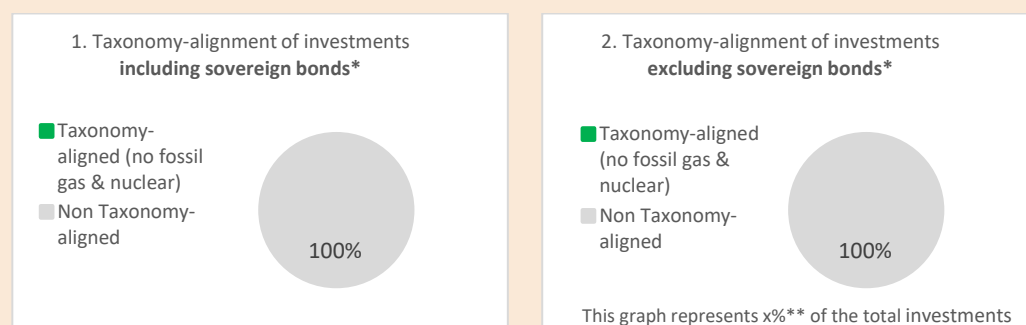 1. Taxonomy-alignment of investments
including sovereign bonds*
Taxonomy-
aligned (no fossil
gas & nuclear)
Non Taxonomy-
aligned
100%
2. Taxonomy-alignment of investments
excluding sovereign bonds*
Taxonomy-aligned
(no fossil gas &
nuclear)
Non Taxonomy-
aligned
100%
This graph represents x%** of the total investments